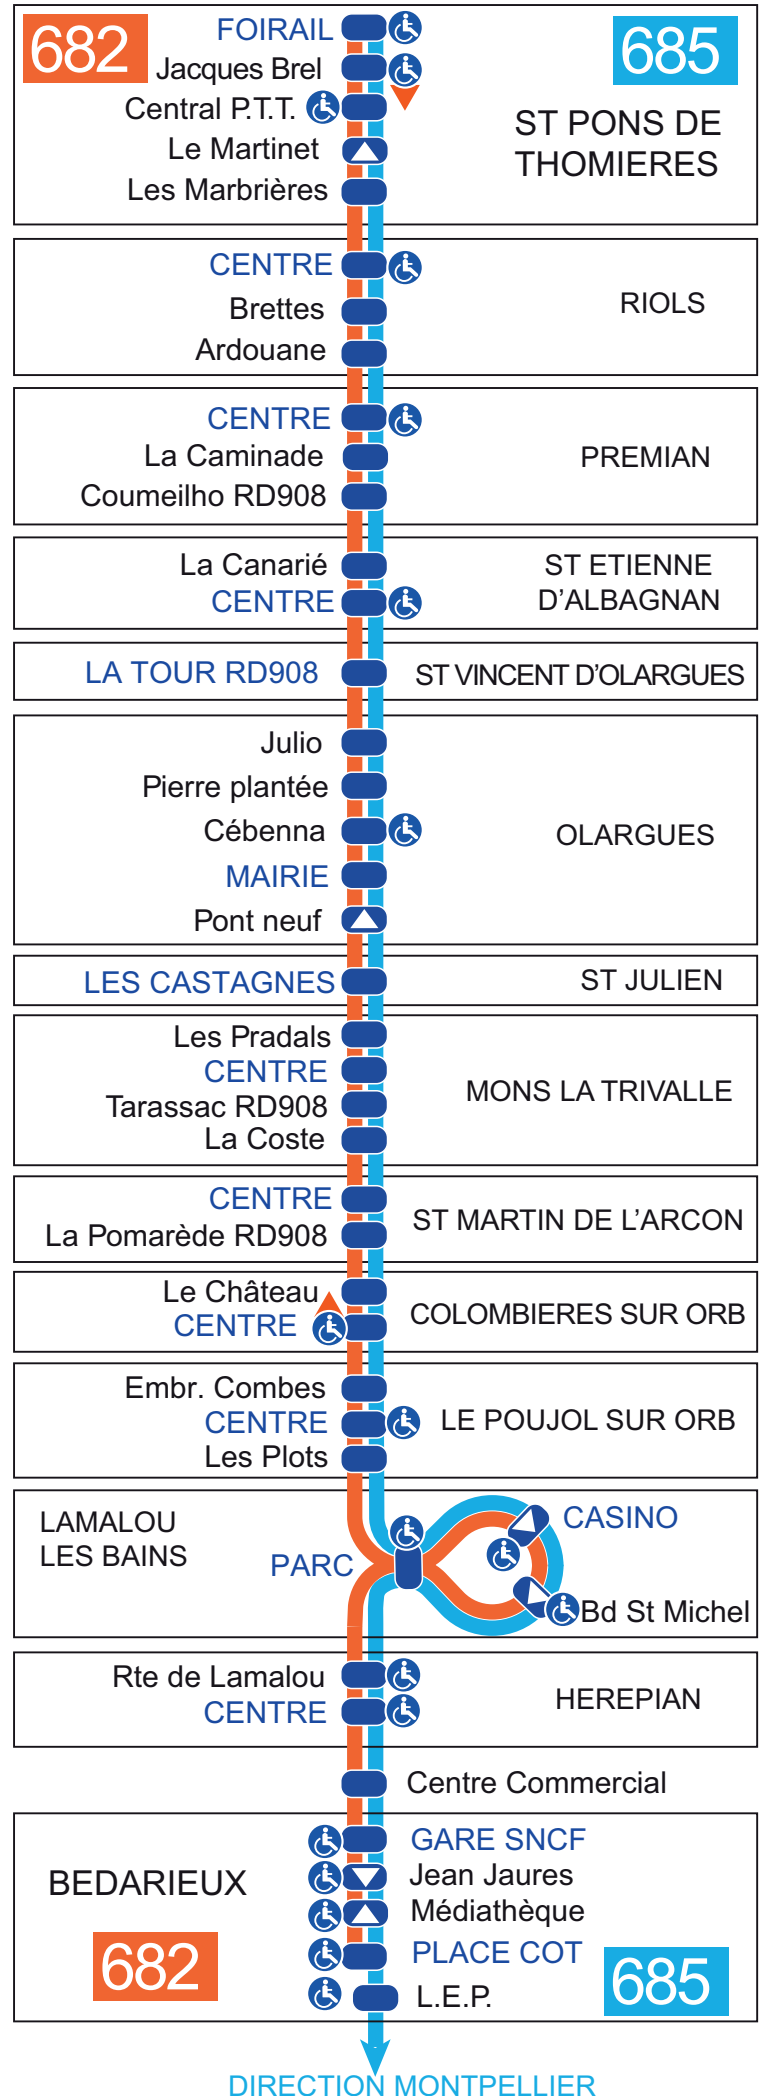 682
FOIRAIL
685
Jacques Brel
Central P.T.T.
Le Martinet
Les Marbrières
ST PONS DE
THOMIERES
CENTRE
Brettes
Ardouane
RIOLS
CENTRE
La Caminade
Coumeilho RD908
PREMIAN
La Canarié
CENTRE
ST ETIENNE
D'ALBAGNAN
LA TOUR RD908
ST VINCENT D'OLARGUES
Julio
Pierre plantée
Cébenna
MAIRIE
Pont neuf
OLARGUES
LES CASTAGNES
ST JULIEN
Les Pradals
CENTRE
Tarassac RD908
La Coste
MONS LA TRIVALLE
CENTRE
La Pomarède RD908
ST MARTIN DE L'ARCON
Le Château
CENTRE
COLOMBIERES SUR ORB
Embr. Combes
CENTRE
Les Plots
LE POUJOL SUR ORB
LAMALOU
LES BAINS
PARC
CASINO
Bd St Michel
Rte de Lamalou
CENTRE
HEREPIAN
Centre Commercial
GARE SNCF
Jean Jaures
Médiathèque
PLACE COT
L.E.P.
BEDARIEUX
682
685
DIRECTION MONTPELLIER